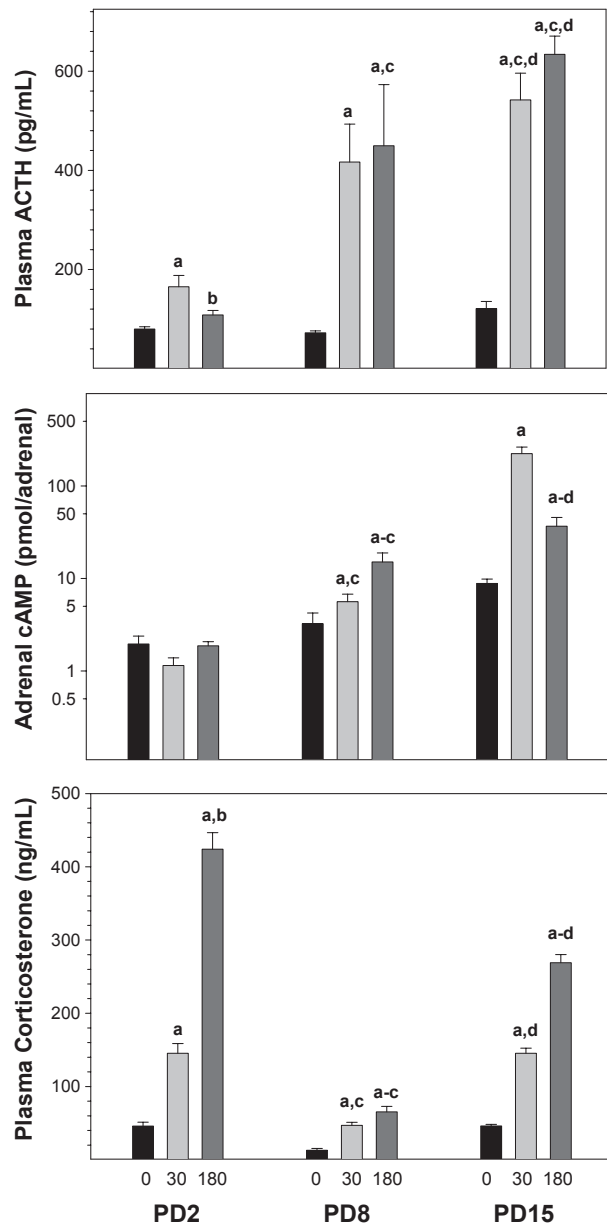 Plasma ACTH (pg/mL)
600
400
200
a
b
a
a,c
a,c,d
a,c,d
Adrenal cAMP (pmol/adrenal)
500
100
50
10
5
1
0.5
a,c
a-c
a
a-d
Plasma Corticosterone (ng/mL)
500
400
300
200
100
a
a,b
a,c
a-c
a,d
a-d
0 30 180 0 30 180 0 30 180
PD2 PD8 PD15